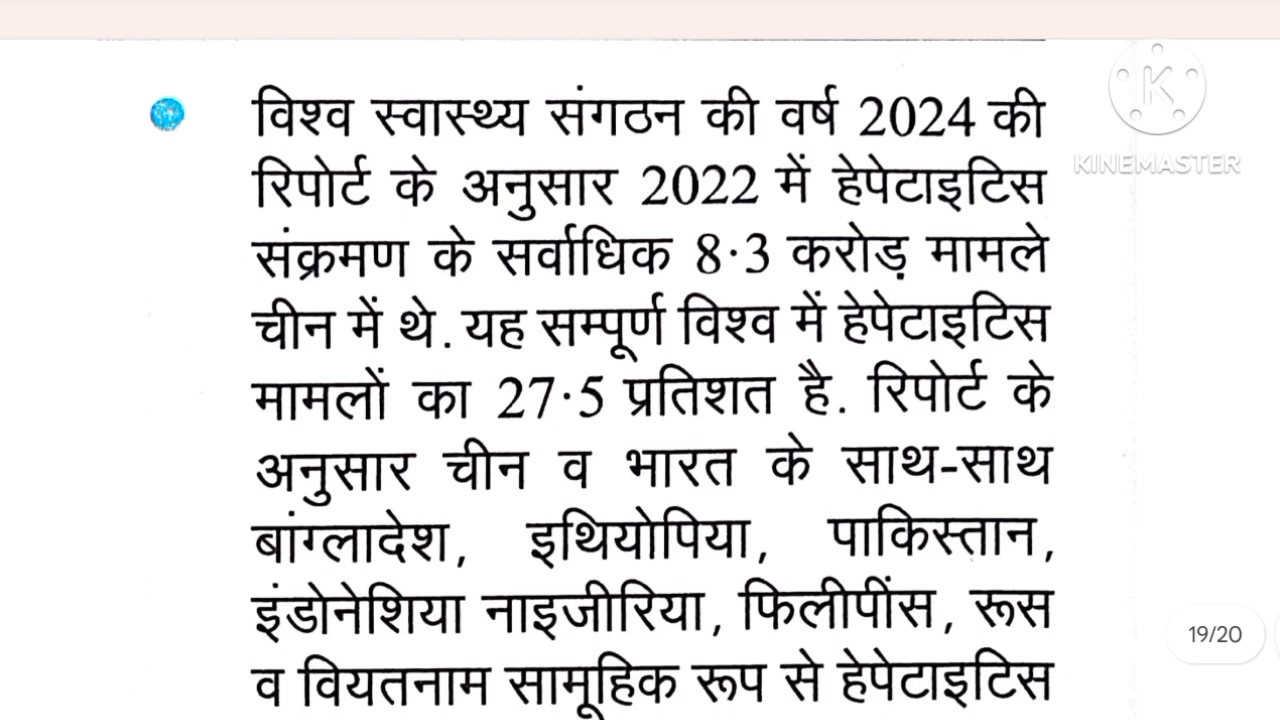 विश्व स्वास्थ्य संगठन की वर्ष 2024 की
रिपोर्ट के अनुसार 2022 में हेपेटाइटिस
संक्रमण के सर्वाधिक 8·3 करोड़ मामले
चीन में थे. यह सम्पूर्ण विश्व में हेपेटाइटिस
मामलों का 27·5 प्रतिशत है. रिपोर्ट के
अनुसार चीन व भारत के साथ-साथ
बांग्लादेश, इथियोपिया, पाकिस्तान,
इंडोनेशिया नाइजीरिया, फिलीपींस, रूस
व वियतनाम सामूहिक रूप से हेपेटाइटिस
K
KINEMASTER
19/20